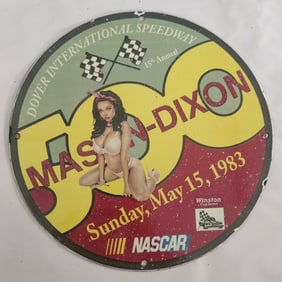 DOVER INTERNATIONAL SPEEDWAY
15th Annual
500
MASON-DIXON
Sunday, May 15, 1983
Winston
NASCAR